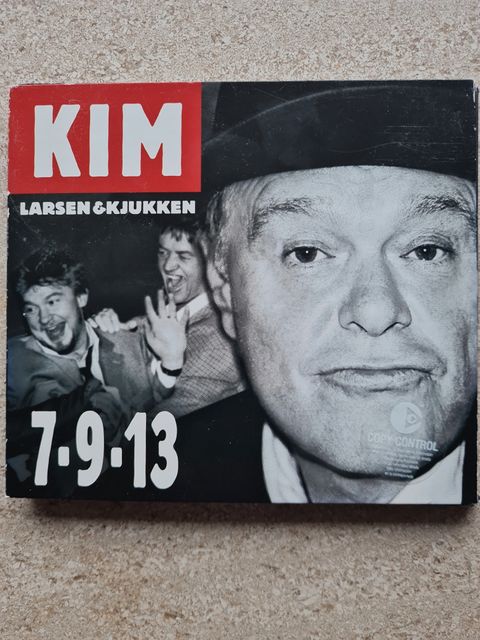 KIM
LARSEN & KJUKKEN
7-9-13
COPY CONTROL